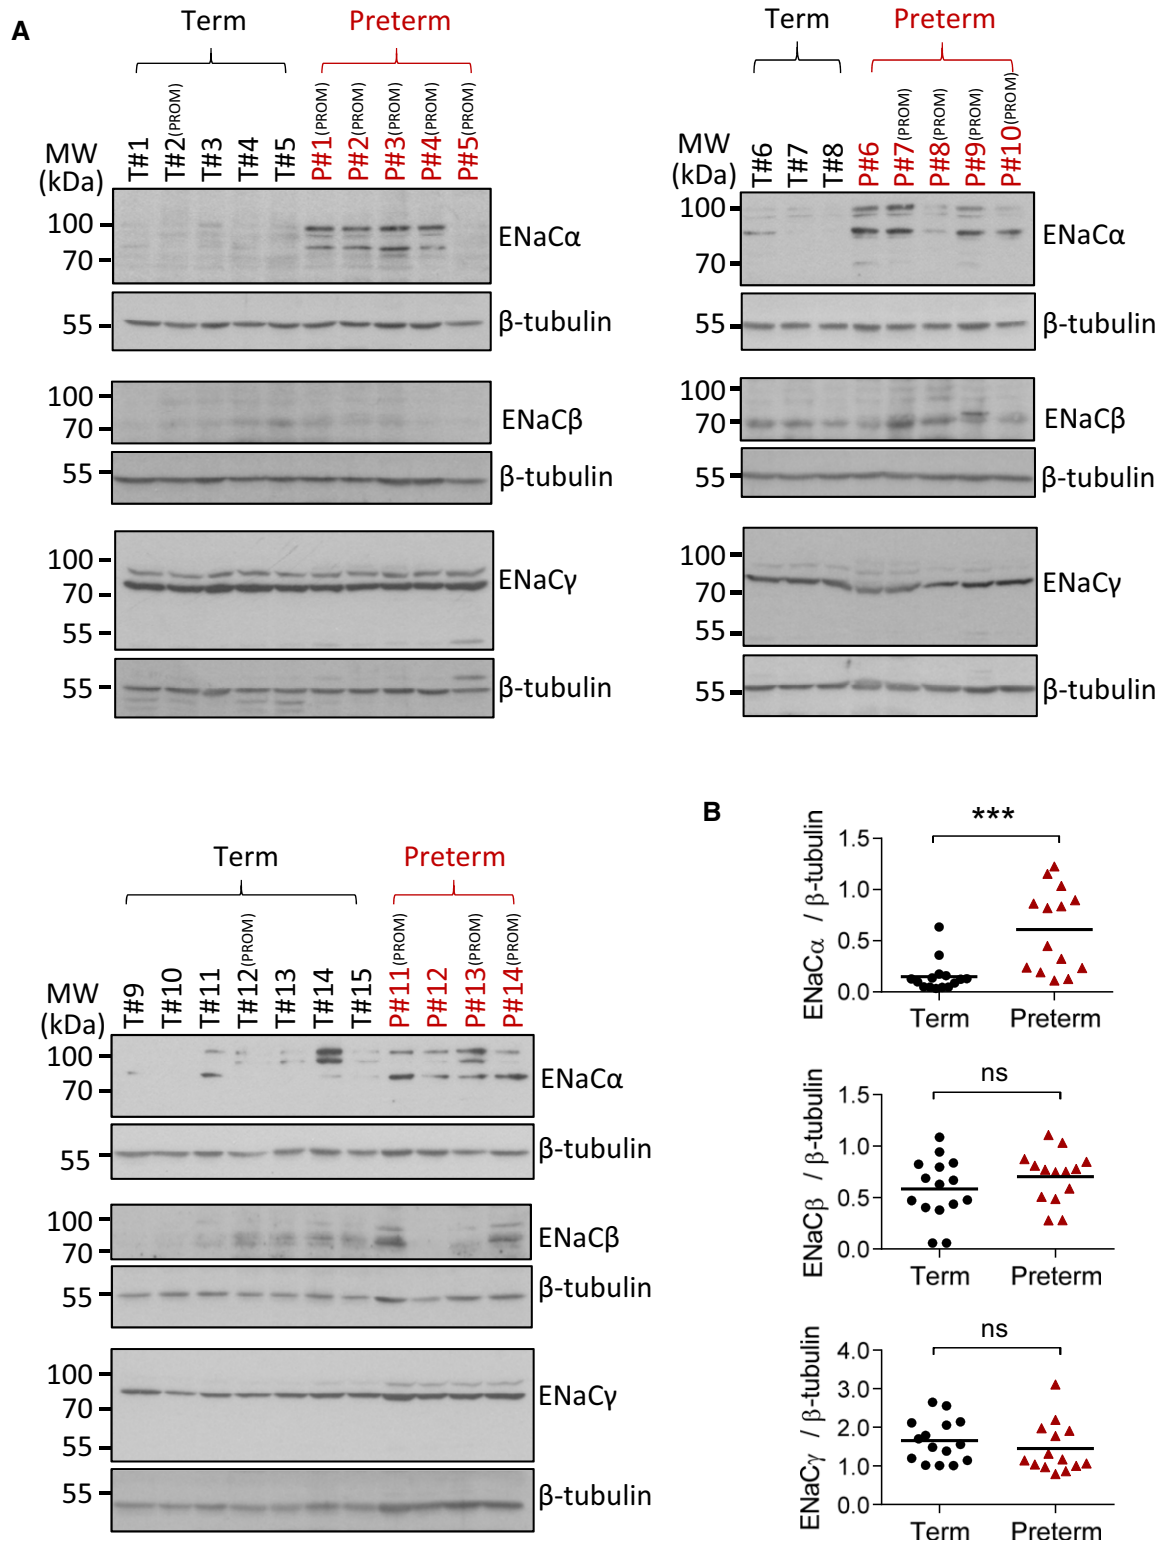 A
Term Preterm
T#1 T#2(PROM) T#3 T#4 T#5 P#1(PROM) P#2(PROM) P#3(PROM) P#4(PROM) P#5(PROM)
MW
(kDa)
100
70
ENaCα
55
β-tubulin
100
70
ENaCβ
55
β-tubulin
100
70
55
ENaCγ
55
β-tubulin
Term Preterm
T#6 T#7 T#8 P#6 P#7(PROM) P#8(PROM) P#9(PROM) P#10(PROM)
MW
(kDa)
100
70
ENaCα
55
β-tubulin
100
70
ENaCβ
55
β-tubulin
100
70
55
ENaCγ
55
β-tubulin
Term Preterm
T#9 T#10 T#11 T#12(PROM) T#13 T#14 T#15 P#11(PROM) P#12 P#13(PROM) P#14(PROM)
MW
(kDa)
100
70
ENaCα
55
β-tubulin
100
70
ENaCβ
55
β-tubulin
100
70
55
ENaCγ
55
β-tubulin
B
ENaCα / β-tubulin
***
1.5
1.0
0.5
0.0
Term Preterm
ENaCβ / β-tubulin
ns
1.5
1.0
0.5
0.0
Term Preterm
ENaCγ / β-tubulin
ns
4.0
3.0
2.0
1.0
0.0
Term Preterm